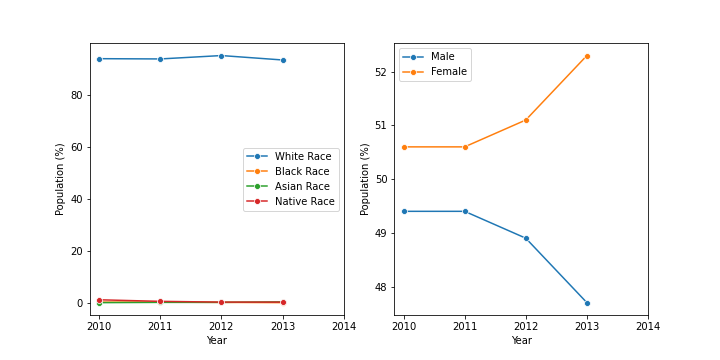 80
60
40
20
0
Population (%)
2010 2011 2012 2013 2014
Year
White Race
Black Race
Asian Race
Native Race
52
51
50
49
48
Population (%)
2010 2011 2012 2013 2014
Year
Male
Female